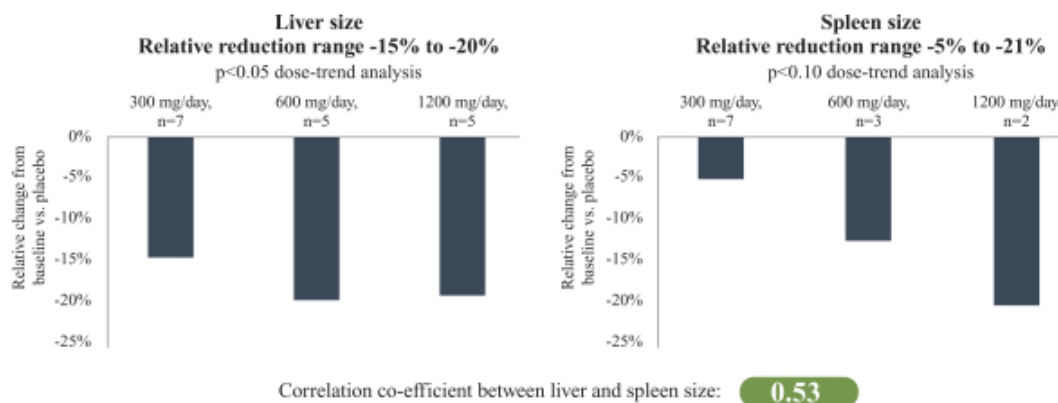 Liver size
Relative reduction range -15% to -20%
p<0.05 dose-trend analysis
300 mg/day,
n=7
600 mg/day,
n=5
1200 mg/day,
n=5
0%
-5%
-10%
-15%
-20%
-25%
Relative change from
baseline vs. placebo
Spleen size
Relative reduction range -5% to -21%
p<0.10 dose-trend analysis
300 mg/day,
n=7
600 mg/day,
n=3
1200 mg/day,
n=2
0%
-5%
-10%
-15%
-20%
-25%
Relative change from
baseline vs. placebo
Correlation co-efficient between liver and spleen size: 0.53